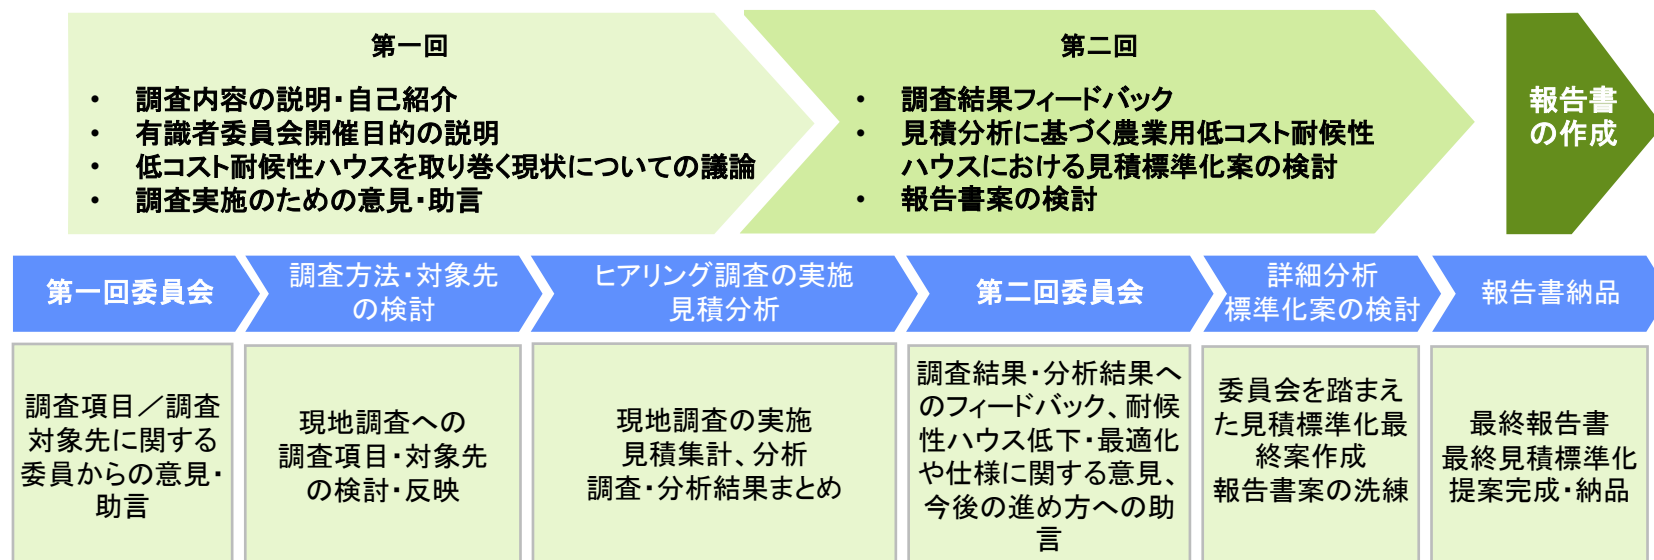 第一回
• 調査内容の説明・自己紹介
• 有識者委員会開催目的の説明
• 低コスト耐候性ハウスを取り巻く現状についての議論
• 調査実施のための意見・助言
第二回
• 調査結果フィードバック
• 見積分析に基づく農業用低コスト耐候性
ハウスにおける見積標準化案の検討
• 報告書案の検討
報告書
の作成
第一回委員会
調査方法・対象先
の検討
ヒアリング調査の実施
見積分析
第二回委員会
詳細分析
標準化案の検討
報告書納品
調査項目／調査
対象先に関する
委員からの意見・
助言
現地調査への
調査項目・対象先
の検討・反映
現地調査の実施
見積集計、分析
調査・分析結果まとめ
調査結果・分析結果へ
のフィードバック、耐候
性ハウス低下・最適化
や仕様に関する意見、
今後の進め方への助
言
委員会を踏まえ
た見積標準化最
終案作成
報告書案の洗練
最終報告書
最終見積標準化
提案完成・納品